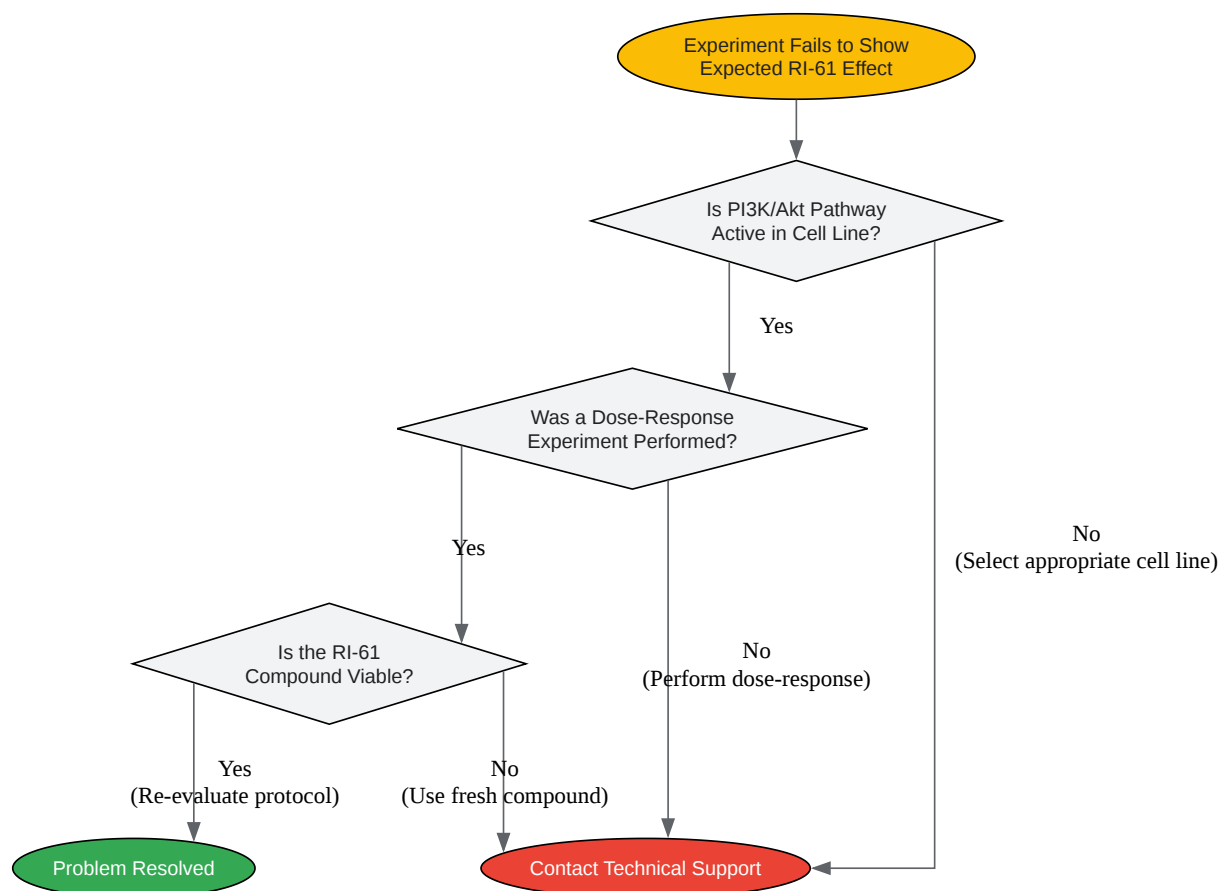 Experiment Fails to Show
Expected RI-61 Effect
Is PI3K/Akt Pathway
Active in Cell Line?
Yes
Was a Dose-Response
Experiment Performed?
No
(Select appropriate cell line)
Yes
Is the RI-61
Compound Viable?
No
(Perform dose-response)
Yes
(Re-evaluate protocol)
No
(Use fresh compound)
Problem Resolved
Contact Technical Support